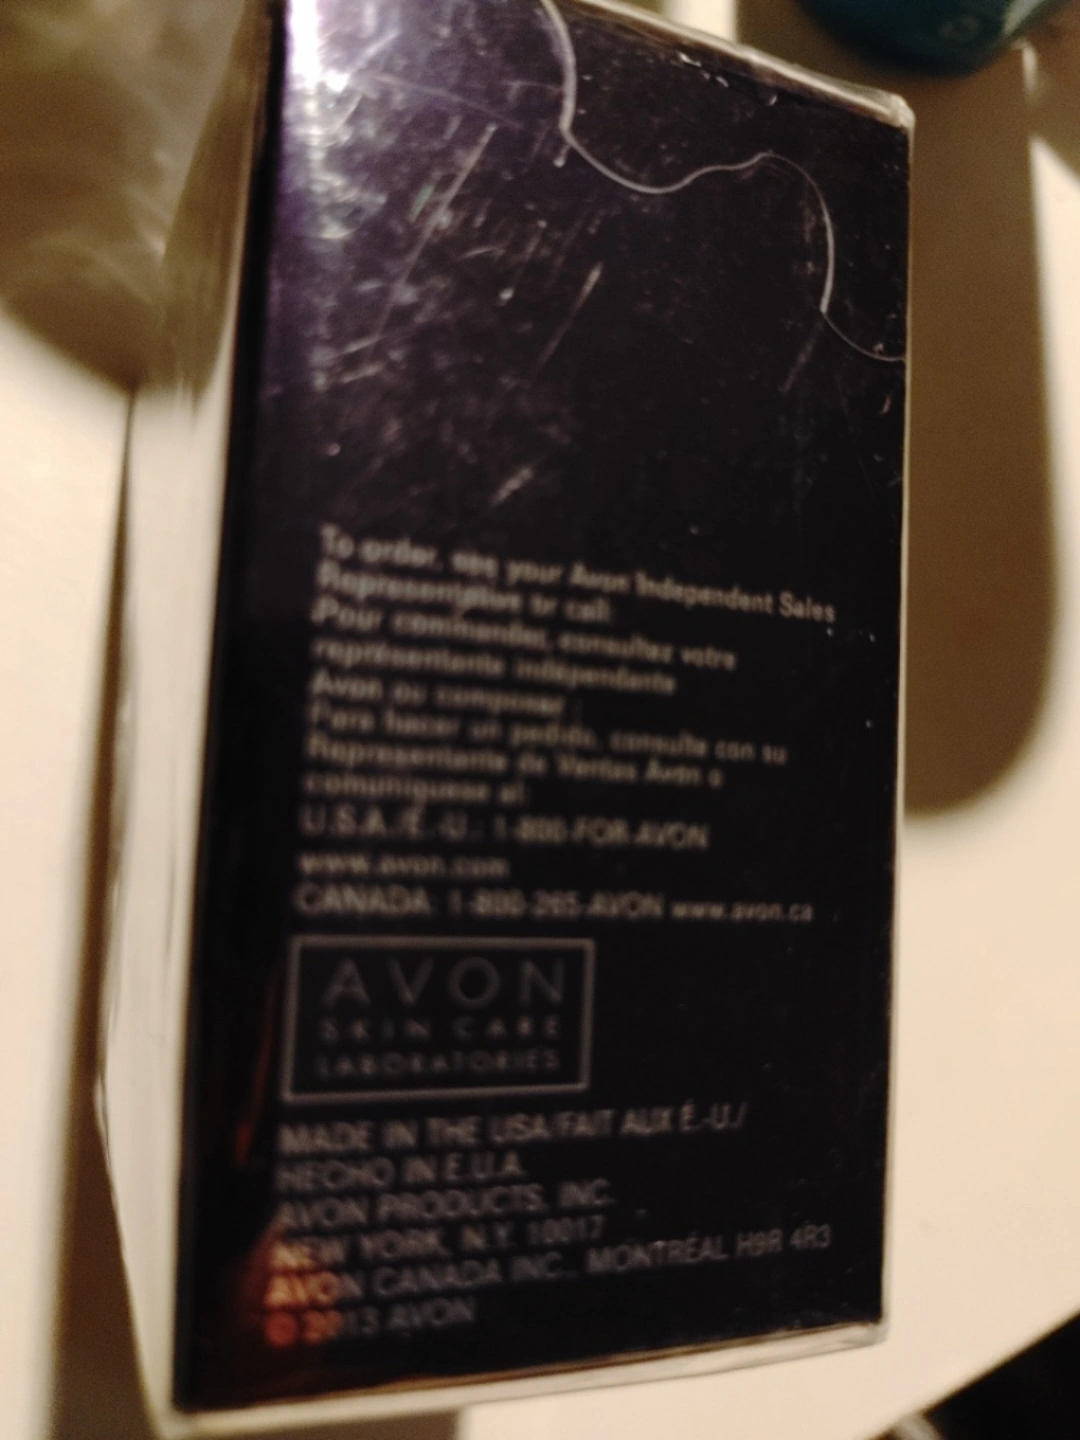 To order, see your Avon Independent Sales
Representative or call:
Pour commander, consultez votre
représentante indépendante
Avon ou composer :
Para hacer un pedido, consulte con su
Representante de Ventas Avon o
comuníquese al:
U.S.A./É.-U.: 1-800-FOR-AVON
www.avon.com
CANADA: 1-800-265-AVON www.avon.ca
AVON
SKIN CARE
LABORATORIES
MADE IN THE USA/FAIT AUX É.-U./
HECHO IN E.U.A.
AVON PRODUCTS, INC.
NEW YORK, N.Y. 10017
AVON CANADA INC., MONTRÉAL H9R 4R3
© 2013 AVON